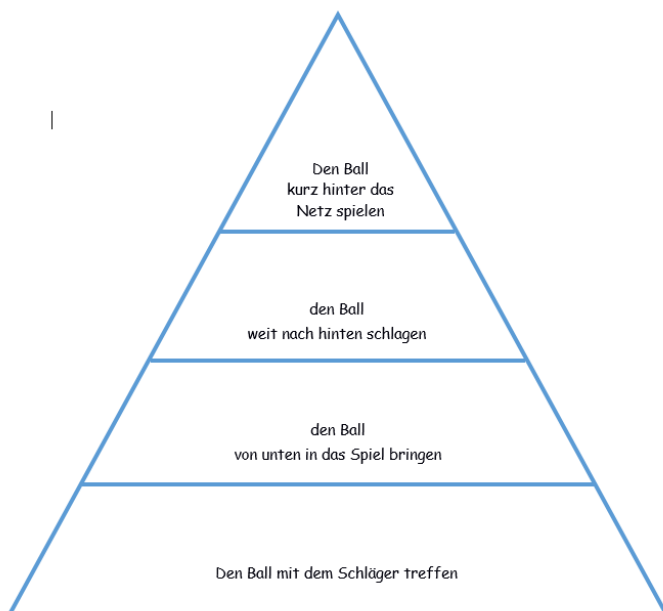 Den Ball
kurz hinter das
Netz spielen
den Ball
weit nach hinten schlagen
den Ball
von unten in das Spiel bringen
Den Ball mit dem Schläger treffen